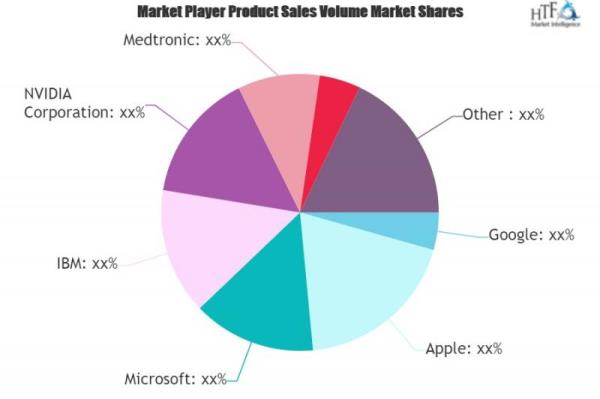 Market Player Product Sales Volume Market Shares
HTF
Market Intelligence
Medtronic: xx%
NVIDIA
Corporation: xx%
Other : xx%
Google: xx%
IBM: xx%
Apple: xx%
Microsoft: xx%